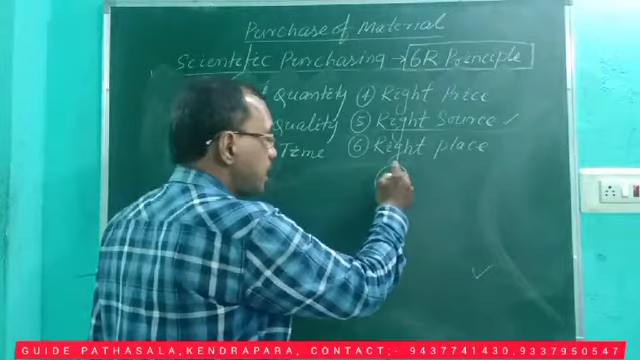 Purchase of Material
Scientific Purchasing → 6R Principle
Quantity ④ Right Price
quality ⑤ Right Source ✓
Time ⑥ Right place
✓
GUIDE PATHASALA,KENDRAPARA, CONTACT;- 9437741430,9337950547